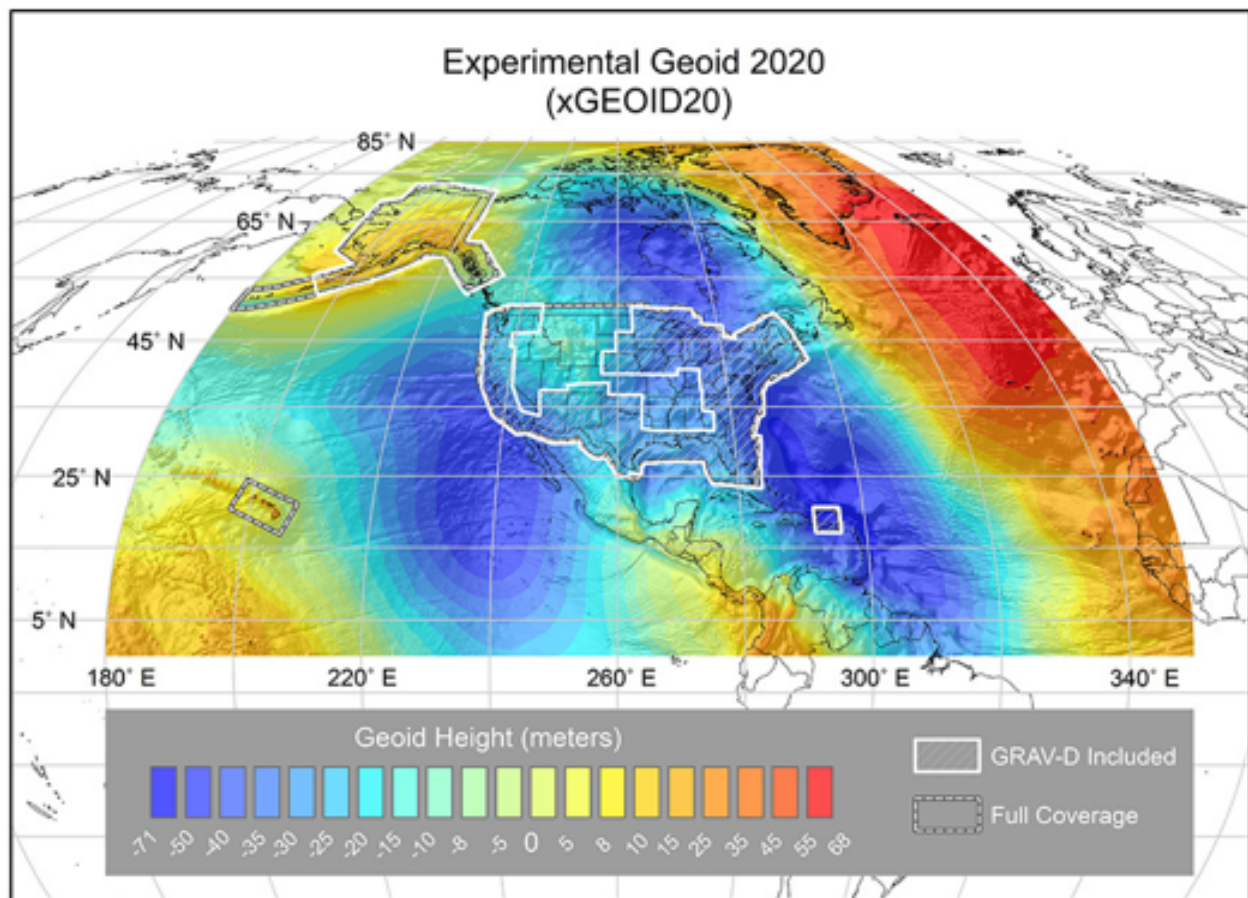 Experimental Geoid 2020
(xGEOID20)
85° N
65° N
45° N
25° N
5° N
180° E 220° E 260° E 300° E 340° E
Geoid Height (meters)
-71 -50 -40 -35 -30 -25 -20 -15 -10 -8 -5 0 5 8 10 15 25 35 45 55 68
GRAV-D Included
Full Coverage